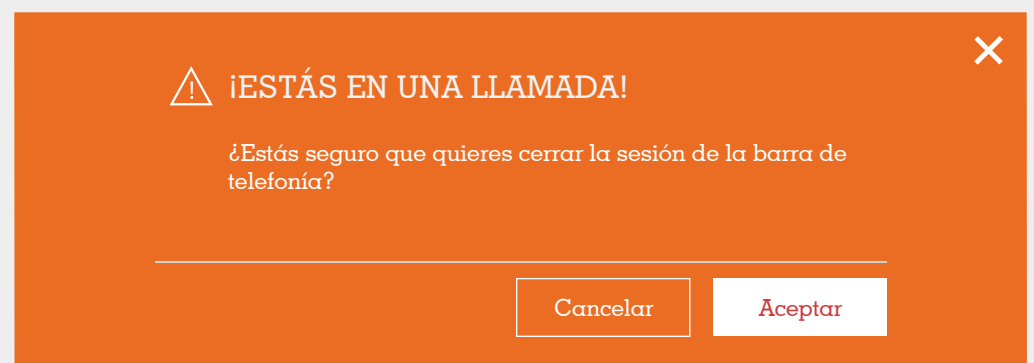 ¡ESTÁS EN UNA LLAMADA!
¿Estás seguro que quieres cerrar la sesión de la barra de
telefonía?
Cancelar
Aceptar